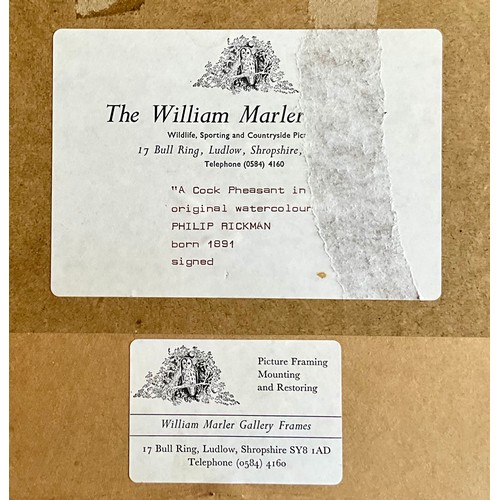 The William Marler
Wildlife, Sporting and Countryside
17 Bull Ring, Ludlow, Shropshire,
Telephone (0584) 4160
"A Cock Pheasant in
original watercolour
PHILIP RICKMAN
born 1891
signed
Picture Framing
Mounting
and Restoring
William Marler Gallery Frames
17 Bull Ring, Ludlow, Shropshire SY8 1AD
Telephone (0584) 4160